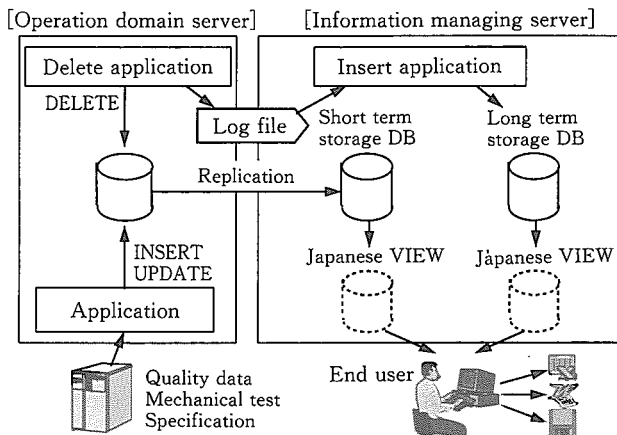 [Operation domain server]
[Information managing server]
Delete application
Insert application
DELETE
Log file
Short term
storage DB
Long term
storage DB
Replication
INSERT
UPDATE
Japanese VIEW
Japanese VIEW
Application
Quality data
Mechanical test
Specification
End user